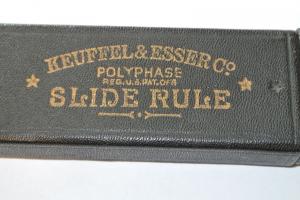 KEUFFEL & ESSER Co.
POLYPHASE
REG. U.S. PAT. OFF.
SLIDE RULE